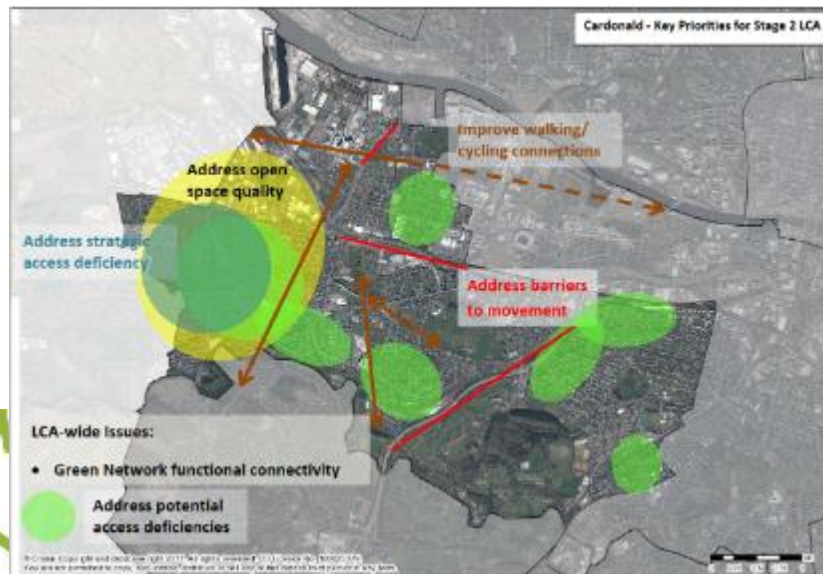 Cardonald - Key Priorities for Stage 2 LCA
Improve walking/
cycling connections
Address open
space quality
Address strategic
access deficiency
Address barriers
to movement
LCA-wide Issues:
• Green Network functional connectivity
Address potential
access deficiencies